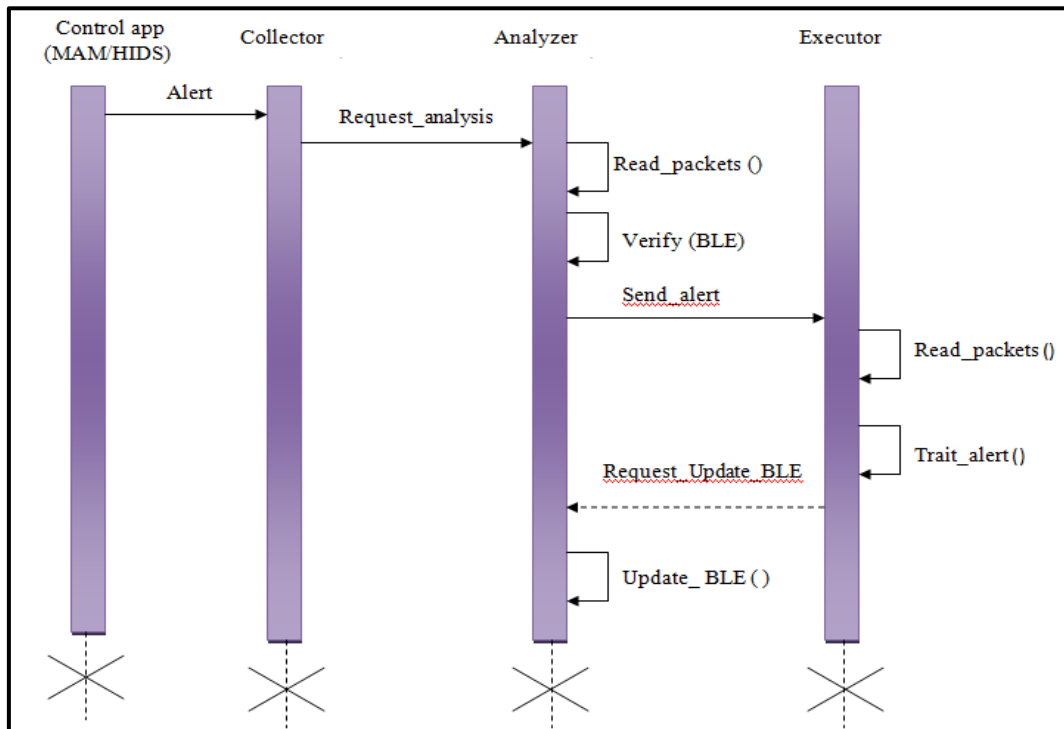 Control app
(MAM/HIDS)
Collector
Analyzer
Executor
Alert
Request_analysis
Read_packets ()
Verify (BLE)
Send_alert
Read_packets ()
Trait_alert ()
Request_Update_BLE
Update_ BLE ( )